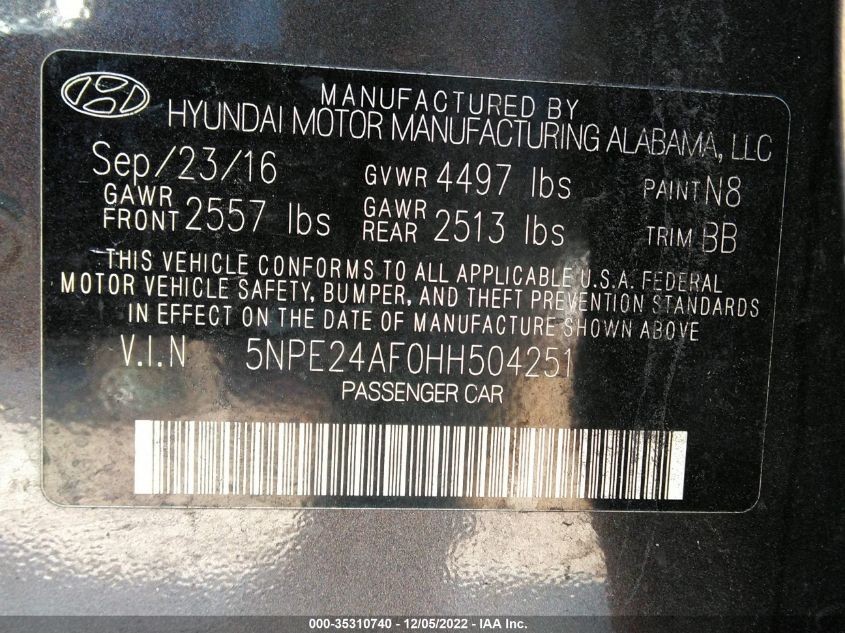 MANUFACTURED BY
HYUNDAI MOTOR MANUFACTURING ALABAMA, LLC
Sep/23/16 GVWR 4497 lbs PAINT N8
GAWR FRONT 2557 lbs GAWR REAR 2513 lbs TRIM BB
THIS VEHICLE CONFORMS TO ALL APPLICABLE U.S.A. FEDERAL
MOTOR VEHICLE SAFETY, BUMPER, AND THEFT PREVENTION STANDARDS
IN EFFECT ON THE DATE OF MANUFACTURE SHOWN ABOVE
V.I.N 5NPE24AF0HH504251
PASSENGER CAR
000-35310740 - 12/05/2022 - IAA Inc.